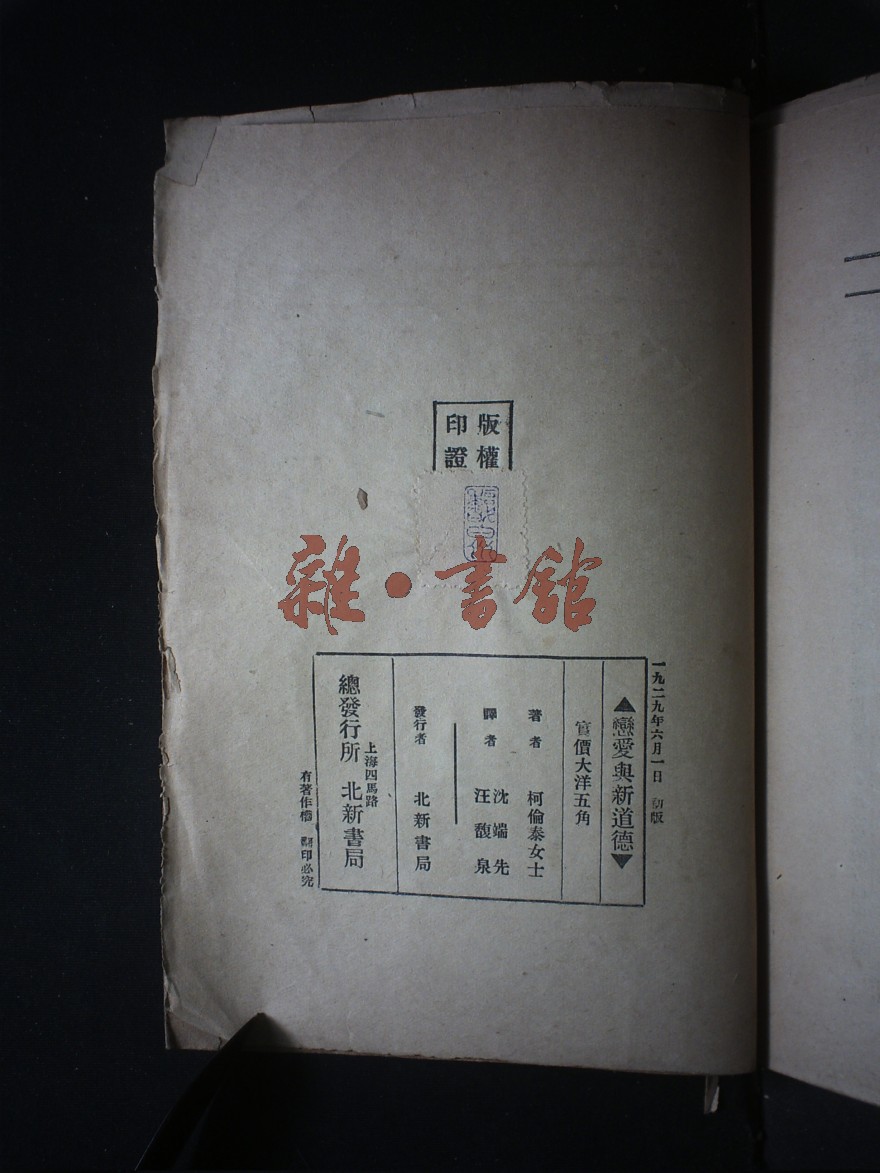 版權
印證
雜·書館
一九二九年六月一日 初版
▲戀愛與新道德▼
實價大洋五角
著者 柯倫泰女士
譯者 沈端先
汪馥泉
發行者 北新書局
上海四馬路
總發行所 北新書局
有著作權 翻印必究